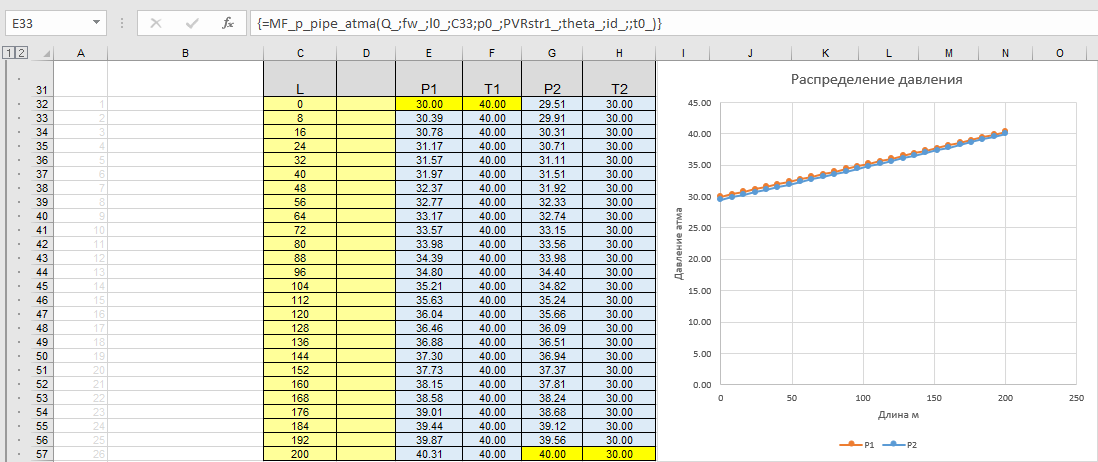 E33 fx {=MF_p_pipe_atma(Q_;fw_;l0_;C33;p0_;PVRstr1_;theta_;id_;;t0_)}
1 2 A B C D E F G H I J K L M N O
31 L P1 T1 P2 T2
32 1 0 30.00 40.00 29.51 30.00
33 2 8 30.39 40.00 29.91 30.00
34 3 16 30.78 40.00 30.31 30.00
35 4 24 31.17 40.00 30.71 30.00
36 5 32 31.57 40.00 31.11 30.00
37 6 40 31.97 40.00 31.51 30.00
38 7 48 32.37 40.00 31.92 30.00
39 8 56 32.77 40.00 32.33 30.00
40 9 64 33.17 40.00 32.74 30.00
41 10 72 33.57 40.00 33.15 30.00
42 11 80 33.98 40.00 33.56 30.00
43 12 88 34.39 40.00 33.98 30.00
44 13 96 34.80 40.00 34.40 30.00
45 14 104 35.21 40.00 34.82 30.00
46 15 112 35.63 40.00 35.24 30.00
47 16 120 36.04 40.00 35.66 30.00
48 17 128 36.46 40.00 36.09 30.00
49 18 136 36.88 40.00 36.51 30.00
50 19 144 37.30 40.00 36.94 30.00
51 20 152 37.73 40.00 37.37 30.00
52 21 160 38.15 40.00 37.81 30.00
53 22 168 38.58 40.00 38.24 30.00
54 23 176 39.01 40.00 38.68 30.00
55 24 184 39.44 40.00 39.12 30.00
56 25 192 39.87 40.00 39.56 30.00
57 26 200 40.31 40.00 40.00 30.00
Распределение давления
45.00
40.00
35.00
30.00
25.00
20.00
15.00
10.00
5.00
0.00
Давление атма
0 50 100 150 200 250
Длина м
P1 P2